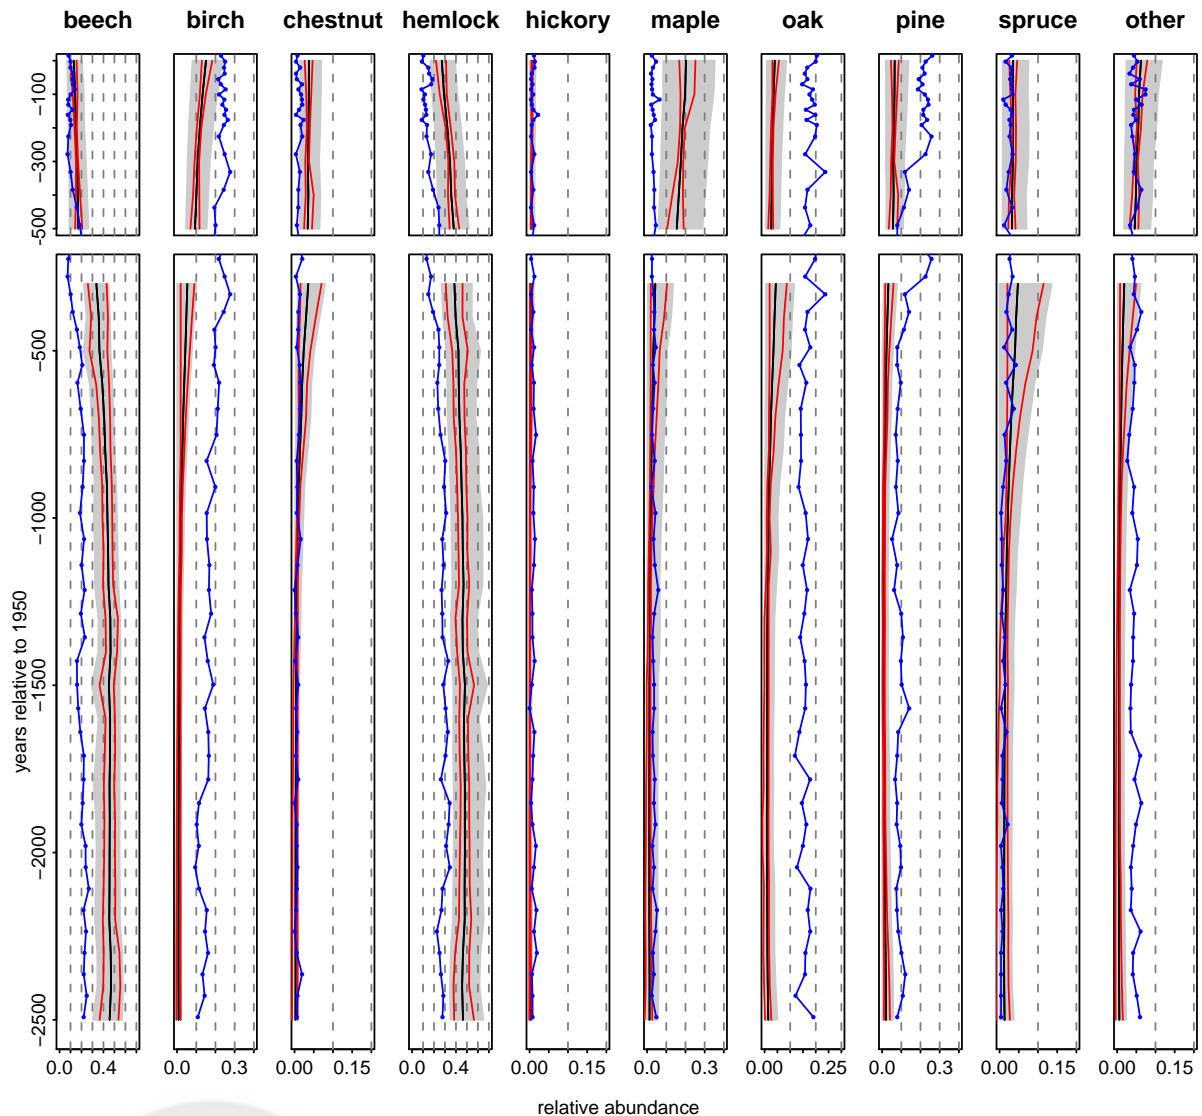 beech birch chestnut hemlock hickory maple oak pine spruce other
-100
-300
-500
-500
-1000
-1500
-2000
-2500
years relative to 1950
0.0 0.4 0.0 0.3 0.00 0.15 0.0 0.4 0.00 0.15 0.00 0.15 0.00 0.25 0.0 0.3 0.00 0.15 0.00 0.15
relative abundance